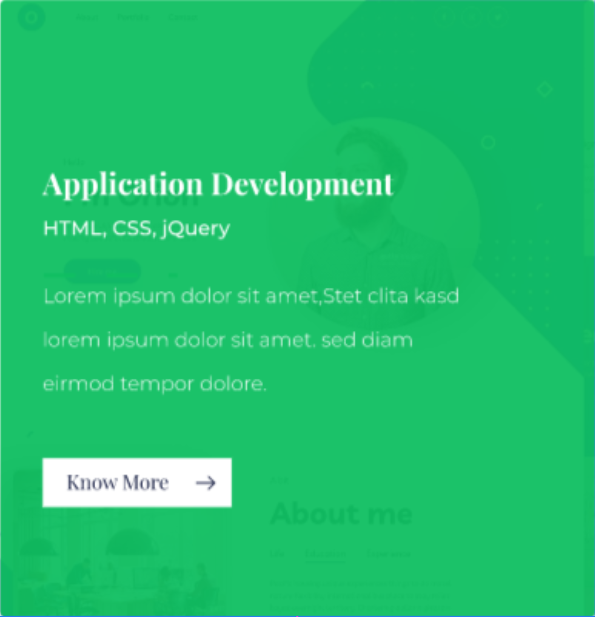 Application Development
HTML, CSS, jQuery
Lorem ipsum dolor sit amet,Stet clita kasd
lorem ipsum dolor sit amet. sed diam
eirmod tempor dolore.
Know More
About me